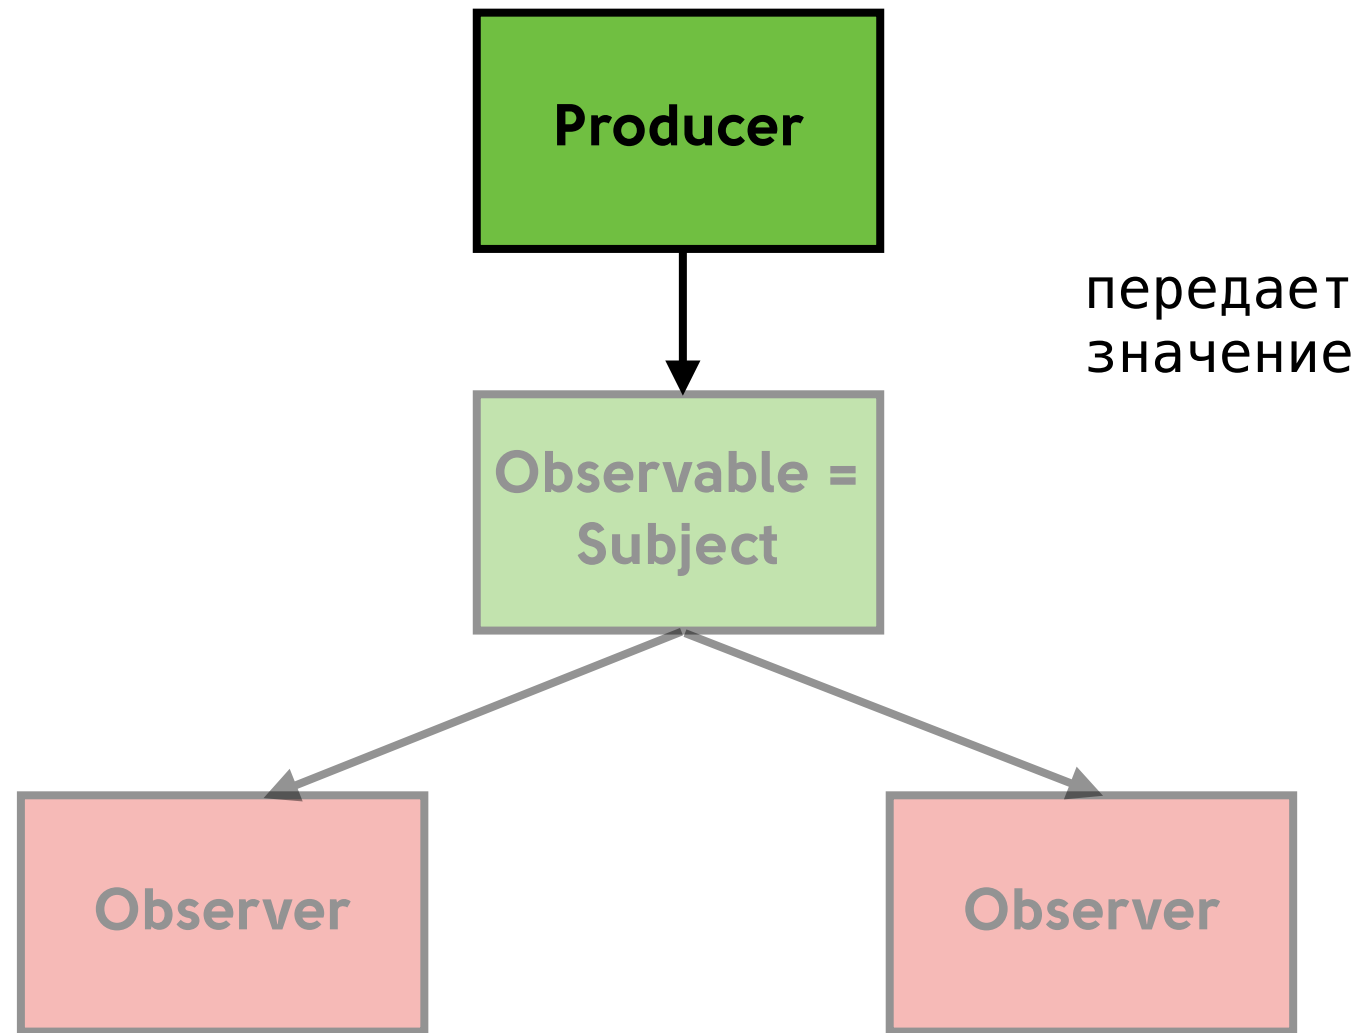 Producer
передает
значение
Observable =
Subject
Observer
Observer